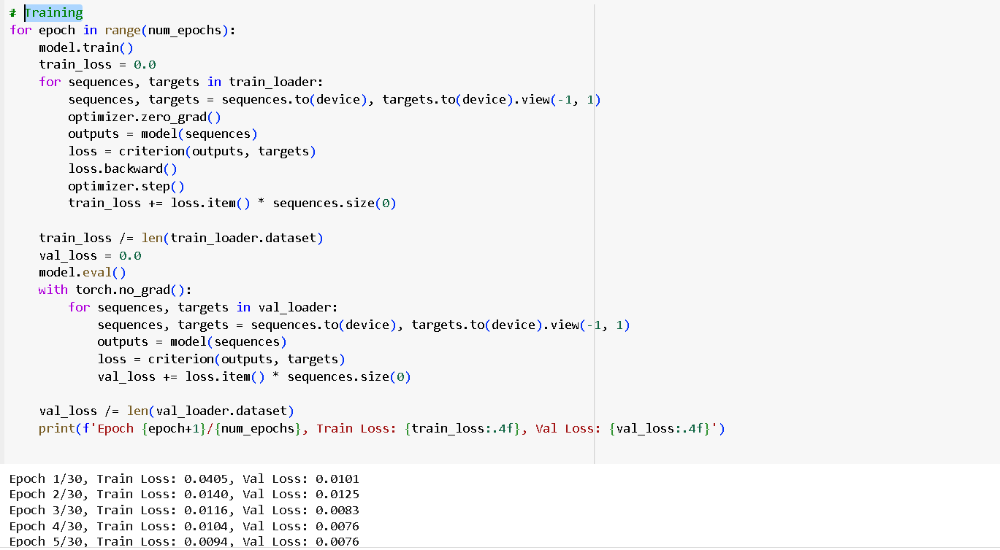 # Training
for epoch in range(num_epochs):
    model.train()
    train_loss = 0.0
    for sequences, targets in train_loader:
        sequences, targets = sequences.to(device), targets.to(device).view(-1, 1)
        optimizer.zero_grad()
        outputs = model(sequences)
        loss = criterion(outputs, targets)
        loss.backward()
        optimizer.step()
        train_loss += loss.item() * sequences.size(0)

    train_loss /= len(train_loader.dataset)
    val_loss = 0.0
    model.eval()
    with torch.no_grad():
        for sequences, targets in val_loader:
            sequences, targets = sequences.to(device), targets.to(device).view(-1, 1)
            outputs = model(sequences)
            loss = criterion(outputs, targets)
            val_loss += loss.item() * sequences.size(0)

    val_loss /= len(val_loader.dataset)
    print(f'Epoch {epoch+1}/{num_epochs}, Train Loss: {train_loss:.4f}, Val Loss: {val_loss:.4f}')

Epoch 1/30, Train Loss: 0.0405, Val Loss: 0.0101
Epoch 2/30, Train Loss: 0.0140, Val Loss: 0.0125
Epoch 3/30, Train Loss: 0.0116, Val Loss: 0.0083
Epoch 4/30, Train Loss: 0.0104, Val Loss: 0.0076
Epoch 5/30, Train Loss: 0.0094, Val Loss: 0.0076